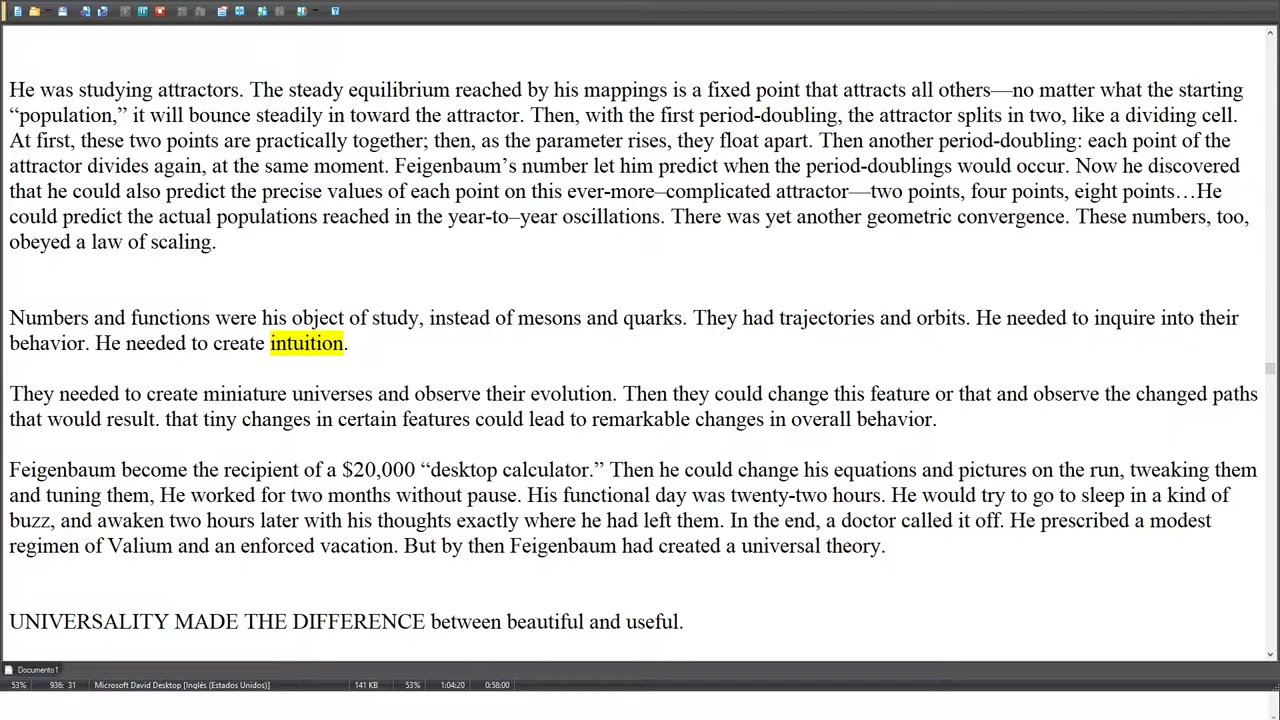 He was studying attractors. The steady equilibrium reached by his mappings is a fixed point that attracts all others—no matter what the starting
“population,” it will bounce steadily in toward the attractor. Then, with the first period-doubling, the attractor splits in two, like a dividing cell.
At first, these two points are practically together; then, as the parameter rises, they float apart. Then another period-doubling: each point of the
attractor divides again, at the same moment. Feigenbaum’s number let him predict when the period-doublings would occur. Now he discovered
that he could also predict the precise values of each point on this ever-more–complicated attractor—two points, four points, eight points…He
could predict the actual populations reached in the year-to–year oscillations. There was yet another geometric convergence. These numbers, too,
obeyed a law of scaling.
Numbers and functions were his object of study, instead of mesons and quarks. They had trajectories and orbits. He needed to inquire into their
behavior. He needed to create intuition.
They needed to create miniature universes and observe their evolution. Then they could change this feature or that and observe the changed paths
that would result. that tiny changes in certain features could lead to remarkable changes in overall behavior.
Feigenbaum become the recipient of a $20,000 “desktop calculator.” Then he could change his equations and pictures on the run, tweaking them
and tuning them, He worked for two months without pause. His functional day was twenty-two hours. He would try to go to sleep in a kind of
buzz, and awaken two hours later with his thoughts exactly where he had left them. In the end, a doctor called it off. He prescribed a modest
regimen of Valium and an enforced vacation. But by then Feigenbaum had created a universal theory.
UNIVERSALITY MADE THE DIFFERENCE between beautiful and useful.
Documento1
53% 936: 31 Microsoft David Desktop [Inglés (Estados Unidos)] 141 KB 53% 1:04:20 0:58:00